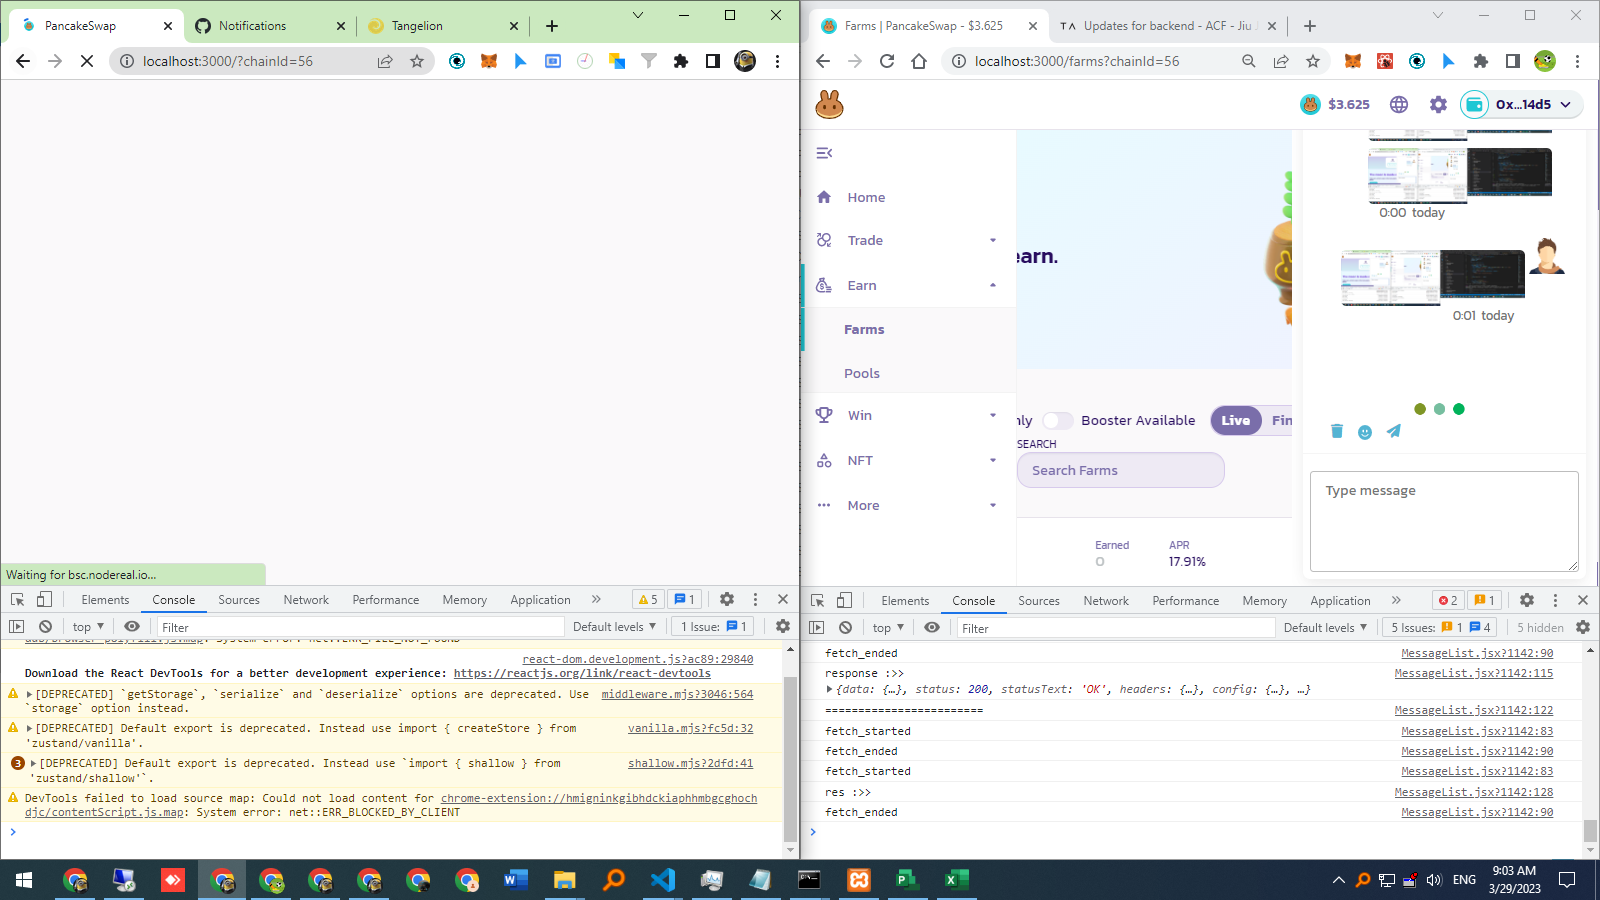 PancakeSwap
Notifications
Tangelion
localhost:3000/?chainId=56
Waiting for bsc.nodereal.io...
Elements
Console
Sources
Network
Performance
Memory
Application
5
1
top
Filter
Default levels
1 Issue:
1
System error: net::ERR_FILE_NOT_FOUND
react-dom.development.js?ac89:29840
Download the React DevTools for a better development experience: https://reactjs.org/link/react-devtools
[DEPRECATED] `getStorage`, `serialize` and `deserialize` options are deprecated. Use
middleware.mjs?3046:564
`storage` option instead.
[DEPRECATED] Default export is deprecated. Instead use import { createStore } from
vanilla.mjs?fc5d:32
'zustand/vanilla'.
3
[DEPRECATED] Default export is deprecated. Instead use `import { shallow } from
shallow.mjs?2dfd:41
'zustand/shallow'`.
DevTools failed to load source map: Could not load content for chrome-extension://hmigninkgibhdckiaphhmbgcghoch
djc/contentScript.js.map: System error: net::ERR_BLOCKED_BY_CLIENT
Farms | PancakeSwap - $3.625
Updates for backend - ACF - Jiu
localhost:3000/farms?chainId=56
$3.625
0x...14d5
Home
Trade
Earn
Farms
Pools
Win
NFT
More
earn.
nly
Booster Available
Live
Fin
SEARCH
Search Farms
Earned
0
APR
17.91%
0:00 today
0:01 today
Type message
Elements
Console
Sources
Network
Performance
Memory
Application
2
1
top
Filter
Default levels
5 Issues:
1
4
5 hidden
fetch_ended
MessageList.jsx?1142:90
response :>>
MessageList.jsx?1142:115
{data: {…}, status: 200, statusText: 'OK', headers: {…}, config: {…}, …}
========================
MessageList.jsx?1142:122
fetch_started
MessageList.jsx?1142:83
fetch_ended
MessageList.jsx?1142:90
fetch_started
MessageList.jsx?1142:83
res :>>
MessageList.jsx?1142:128
fetch_ended
MessageList.jsx?1142:90
ENG
9:03 AM
3/29/2023